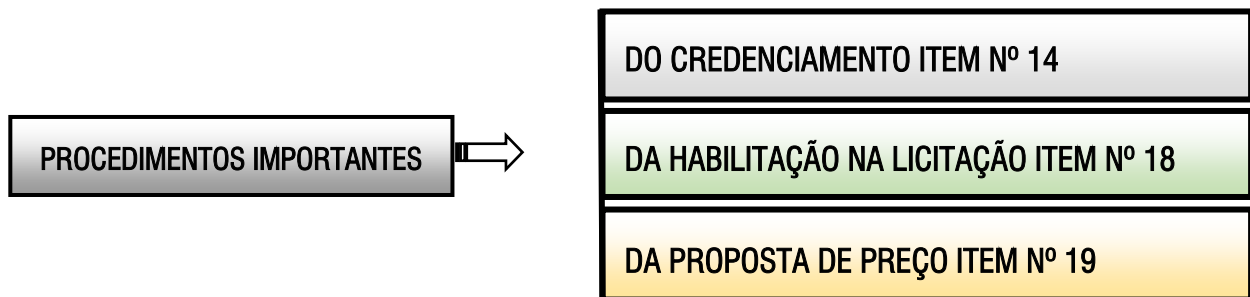 PROCEDIMENTOS IMPORTANTES
DO CREDENCIAMENTO ITEM Nº 14
DA HABILITAÇÃO NA LICITAÇÃO ITEM Nº 18
DA PROPOSTA DE PREÇO ITEM Nº 19